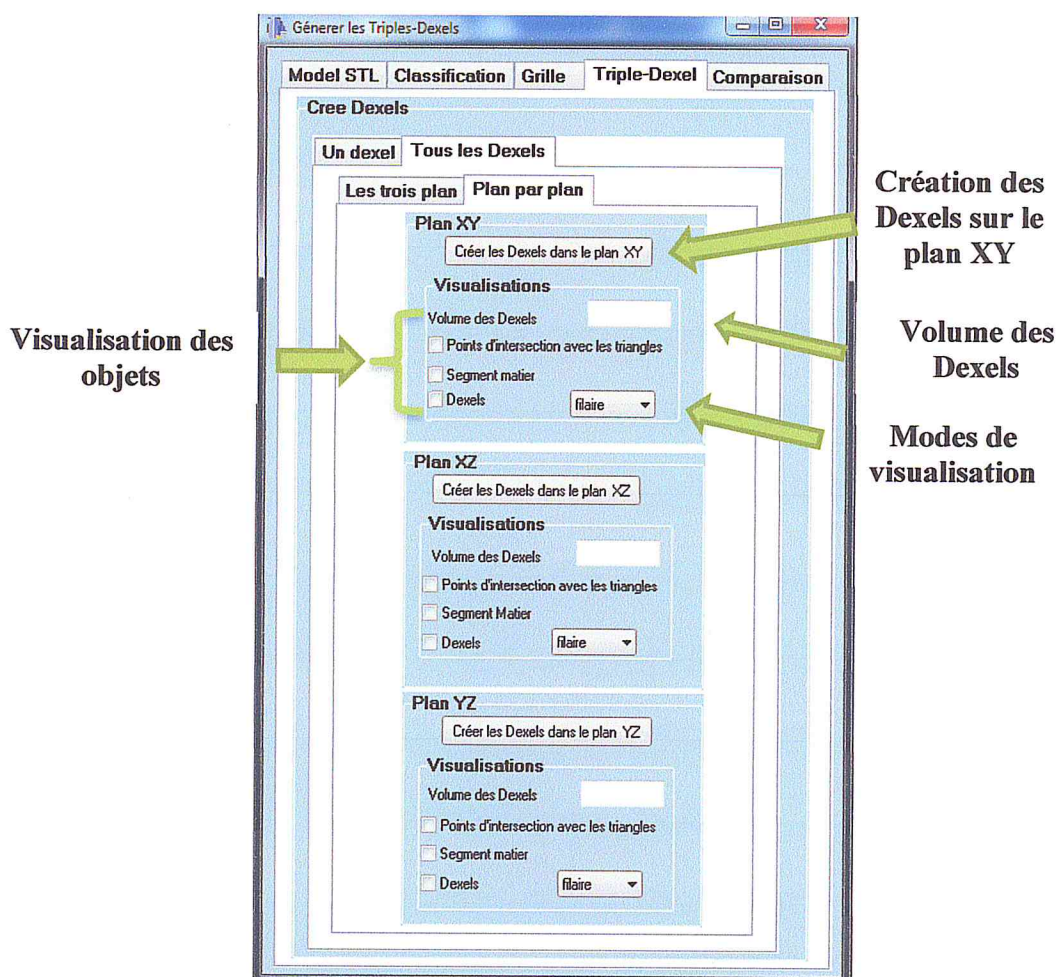 Génerer les Triples-Dexels
Model STL Classification Grille Triple-Dexel Comparaison
Cree Dexels
Un dexel Tous les Dexels
Les trois plan Plan par plan
Plan XY
Créer les Dexels dans le plan XY
Visualisations
Volume des Dexels
Points d'intersection avec les triangles
Segment matier
Dexels filaire
Plan XZ
Créer les Dexels dans le plan XZ
Visualisations
Volume des Dexels
Points d'intersection avec les triangles
Segment Matier
Dexels filaire
Plan YZ
Créer les Dexels dans le plan YZ
Visualisations
Volume des Dexels
Points d'intersection avec les triangles
Segment matier
Dexels filaire
Visualisation des
objets
Création des
Dexels sur le
plan XY
Volume des
Dexels
Modes de
visualisation